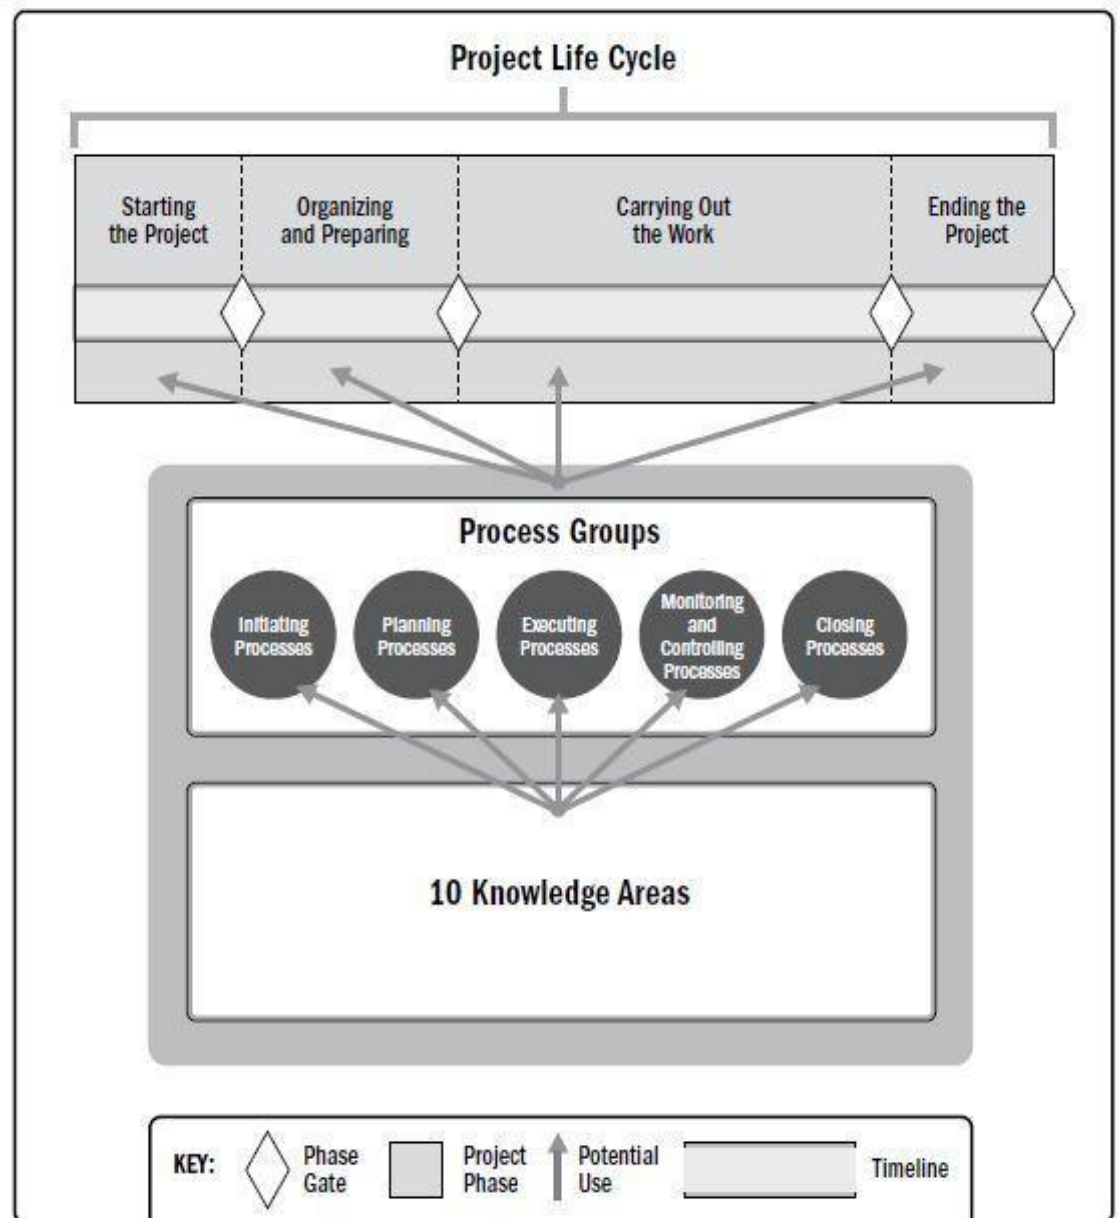 Project Life Cycle
Starting
the Project
Organizing
and Preparing
Carrying Out
the Work
Ending the
Project
Process Groups
Initiating
Processes
Planning
Processes
Executing
Processes
Monitoring
and
Controlling
Processes
Closing
Processes
10 Knowledge Areas
KEY:
Phase
Gate
Project
Phase
Potential
Use
Timeline